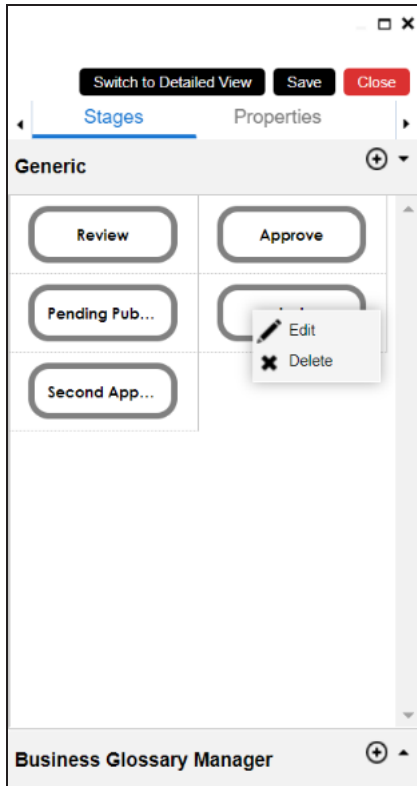 Switch to Detailed View Save Close
Stages Properties
Generic
Review Approve
Pending Pub...
Edit
Delete
Second App...
Business Glossary Manager